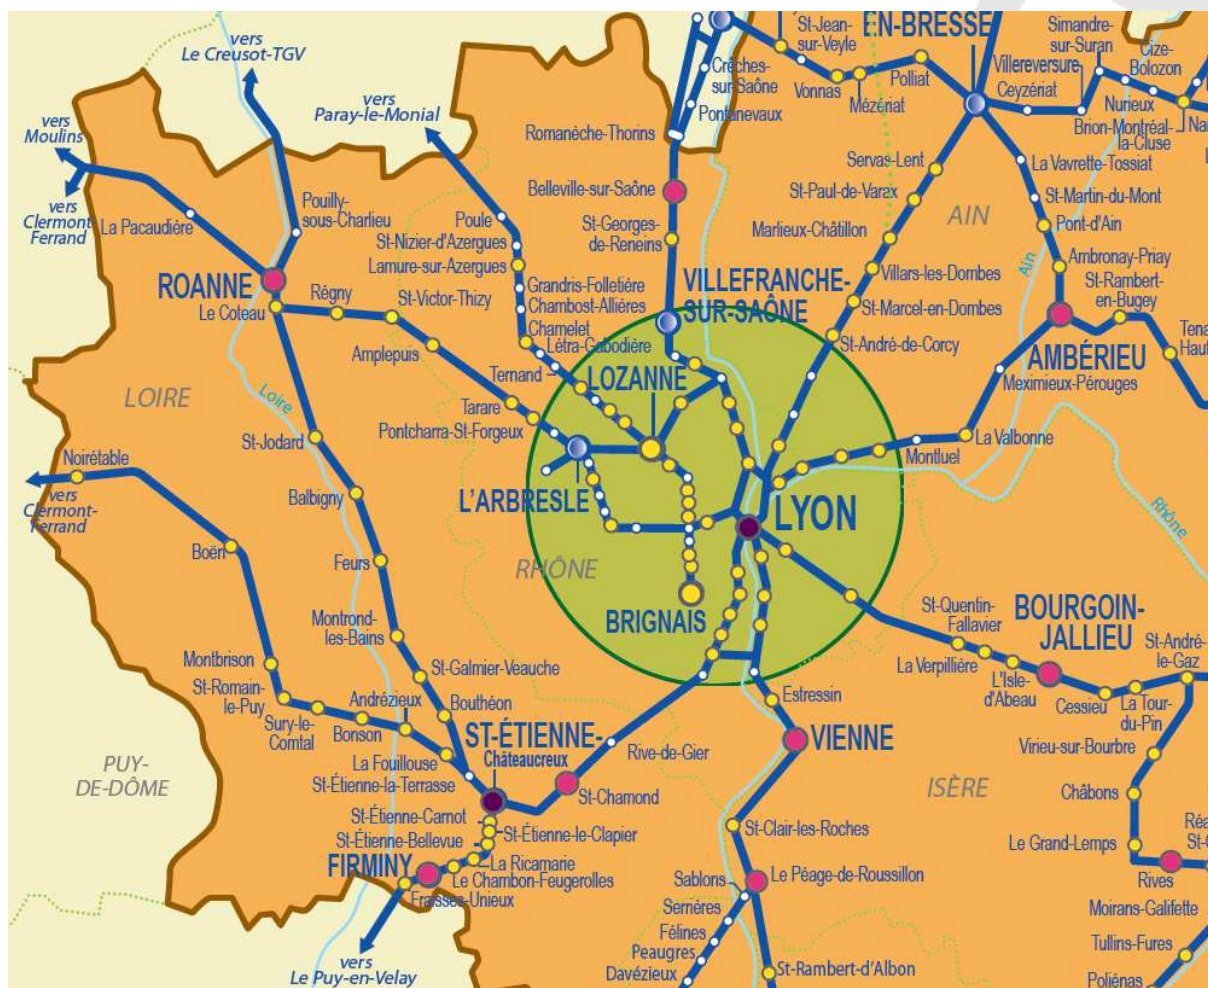 vers
Le Creusot-TGV
vers
Moulins
vers
Paray-le-Monial
vers
Clermont
Ferrand
La Pacaudière
Pouilly-
sous-Charlieu
ROANNE
Le Coteau
Régny
St-Victor-Thizy
Amplepuis
Tarare
Pontcharra-St-Forgeux
Poule
St-Nizier-d'Azergues
Lamure-sur-Azergues
Grandris-Folletière
Chambost-Allières
Chamelet
Létra-Gabodière
Ternand
LOZANNE
L'ARBRESLE
Romanèche-Thorins
Belleville-sur-Saône
St-Georges-
de-Reneins
VILLEFRANCHE-
SUR-SAÔNE
Crêches-
sur-Saône
Pontanevaux
St-Jean-
sur-Veyle
Vonnas
Mézériat
Polliat
EN-BRESSE
Servas-Lent
St-Paul-de-Varax
Marlieux-Châtillon
Villars-les-Dombes
St-Marcel-en-Dombes
St-André-de-Corcy
AIN
Simandre-
sur-Suran
Villereversure
Ceyzériat
Cize-
Bolozon
Nurieux
Brion-Montréal-
la-Cluse
Nan
La Vavrette-Tossiat
St-Martin-du-Mont
Pont-d'Ain
Ain
Ambronay-Priay
St-Rambert-
en-Bugey
Tena
Haut
AMBÉRIEU
Meximieux-Pérouges
La Valbonne
Montluel
Rhône
LYON
RHÔNE
BRIGNAIS
LOIRE
Loire
Noirétable
vers
Clermont-
Ferrand
Boën
St-Jodard
Balbigny
Feurs
Montrond-
les-Bains
Montbrison
St-Romain-
le-Puy
Sury-le-
Comtal
Bonson
Andrézieux
St-Galmier-Veauche
Bouthéon
La Fouillouse
St-Étienne-la-Terrasse
ST-ÉTIENNE-
Châteaucreux
St-Chamond
Rive-de-Gier
St-Étienne-Carnot
St-Étienne-le-Clapier
St-Étienne-Bellevue
La Ricamarie
FIRMINY
Le Chambon-Feugerolles
Fraisses-Unieux
vers
Le Puy-en-Velay
PUY-
DE-DÔME
Estressin
VIENNE
St-Clair-les-Roches
Sablons
Le Péage-de-Roussillon
Serrières
Félines
Peaugres
Davézieux
St-Rambert-d'Albon
ISÈRE
St-Quentin-
Fallavier
La Verpillière
L'Isle-
d'Abeau
BOURGOIN-
JALLIEU
Cessieu
La Tour-
du-Pin
St-André-
le-Gaz
Virieu-sur-Bourbre
Châbons
Le Grand-Lemps
Rives
Réa
St-
Moirans-Galifette
Tullins-Fures
Poliénas